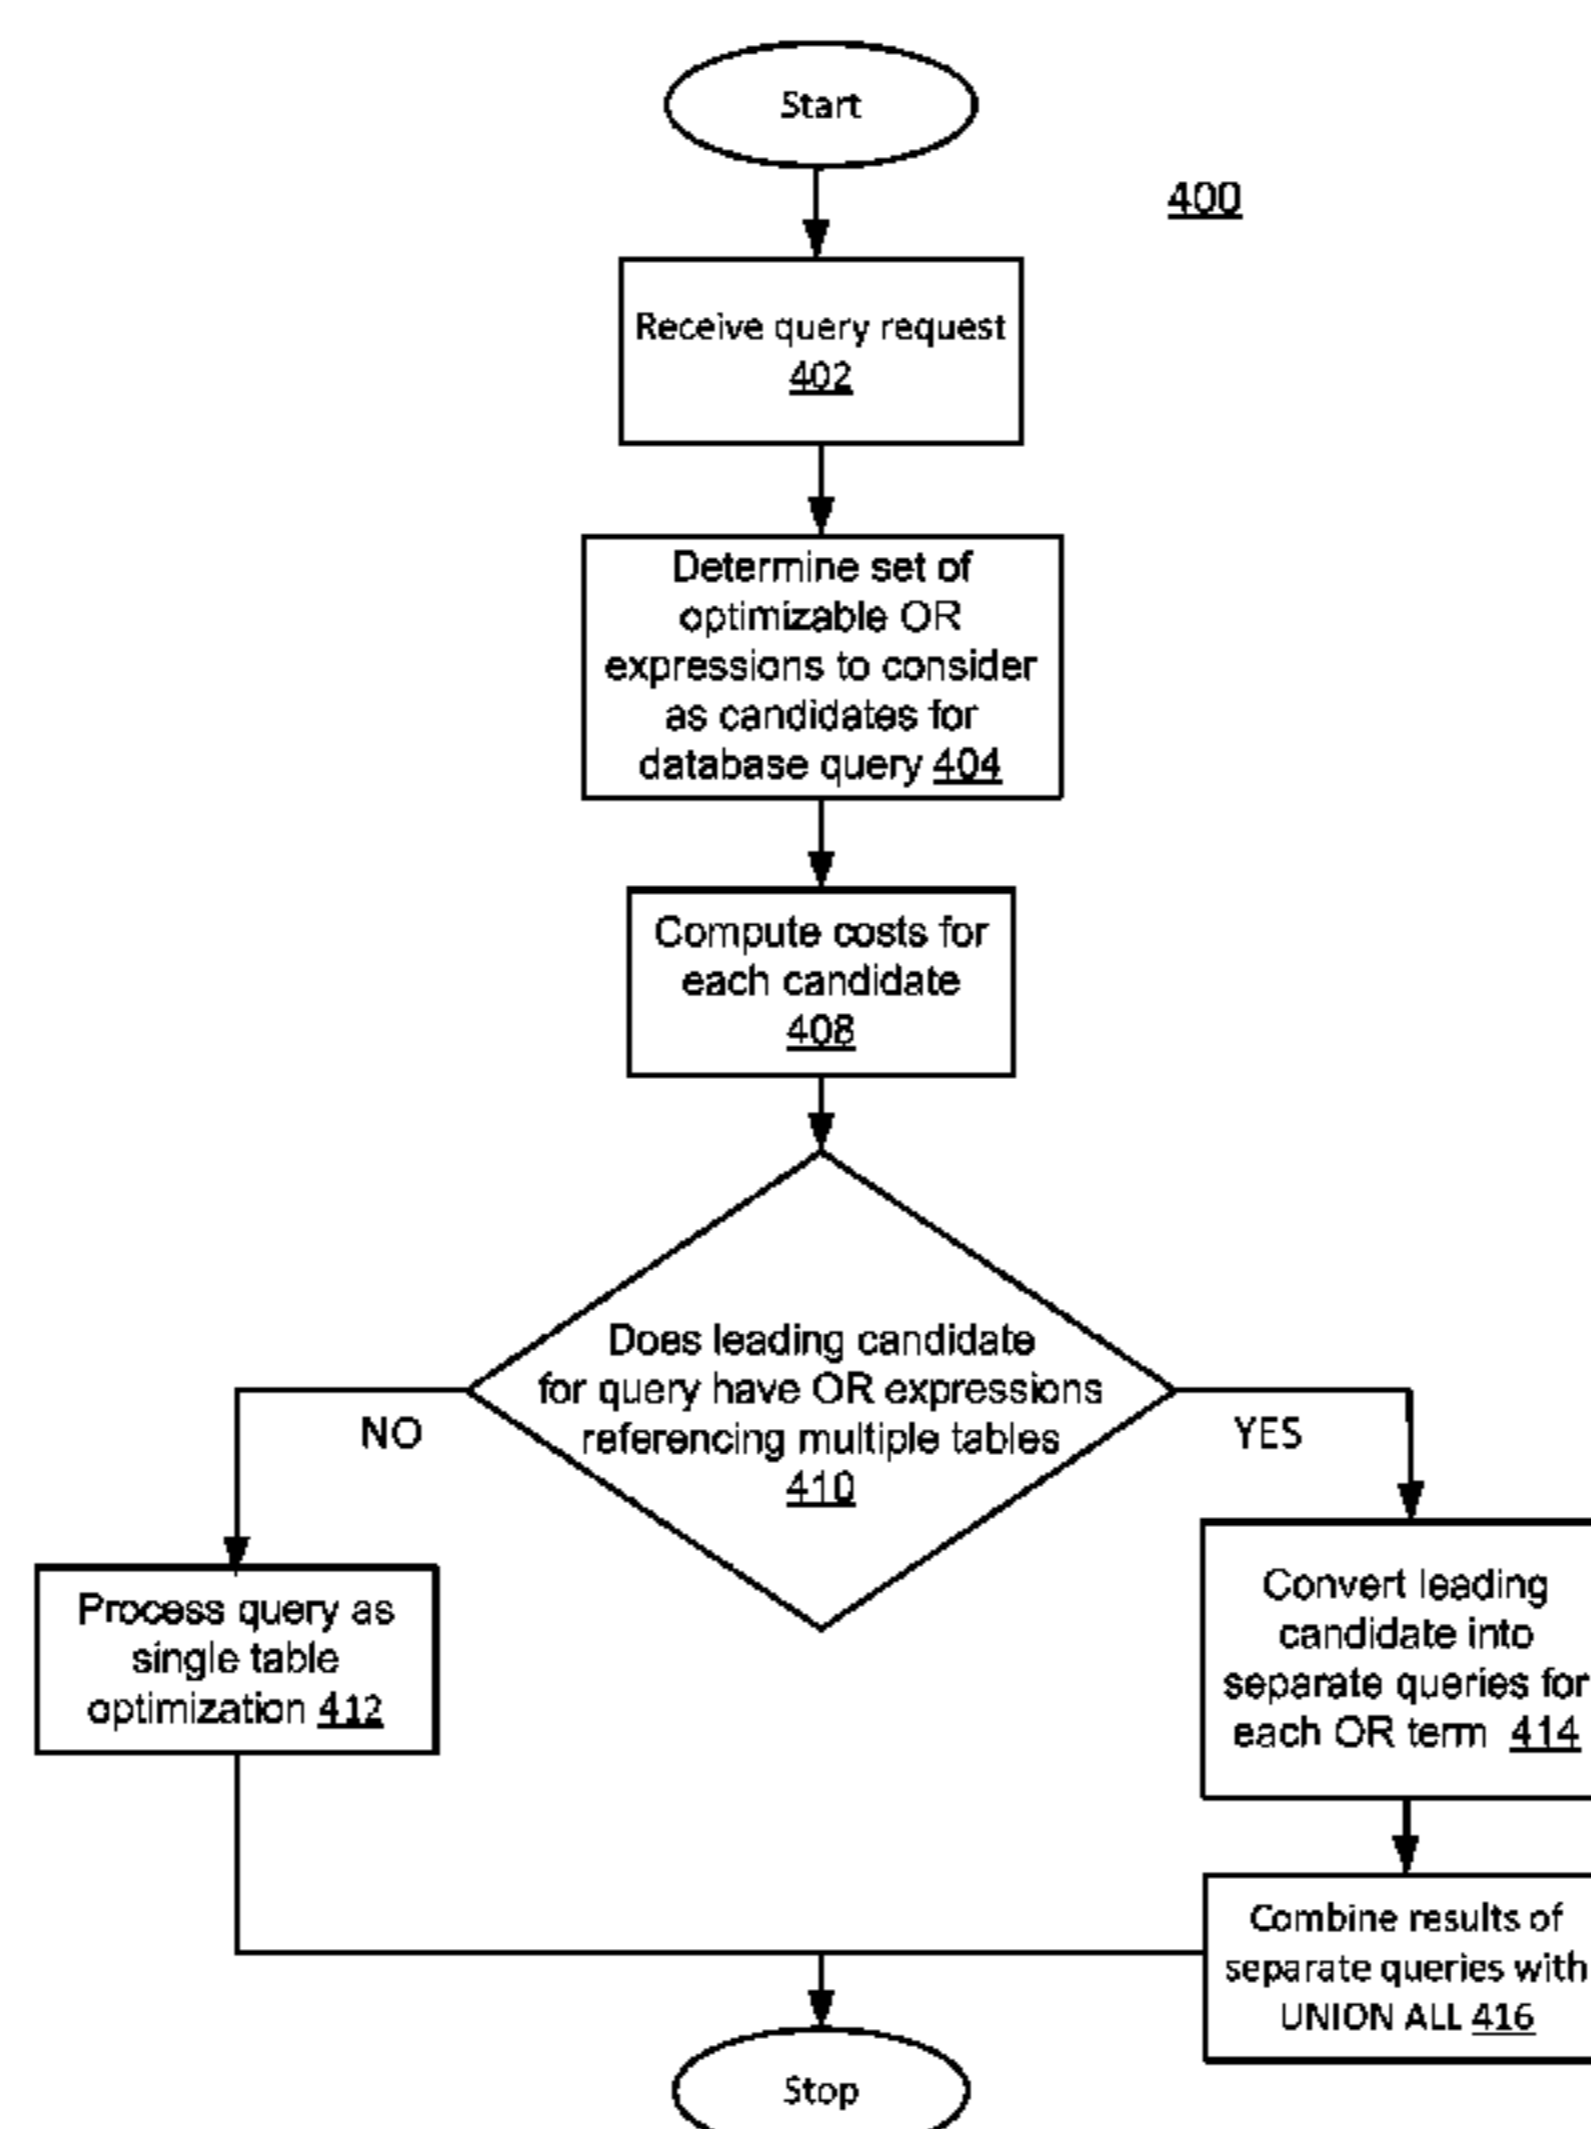 Start
400
Receive query request
402
Determine set of
optimizable OR
expressions to consider
as candidates for
database query 404
Compute costs for
each candidate
408
Does leading candidate
for query have OR expressions
referencing multiple tables
410
NO
YES
Process query as
single table
optimization 412
Convert leading
candidate into
separate queries for
each OR term 414
Combine results of
separate queries with
UNION ALL 416
Stop